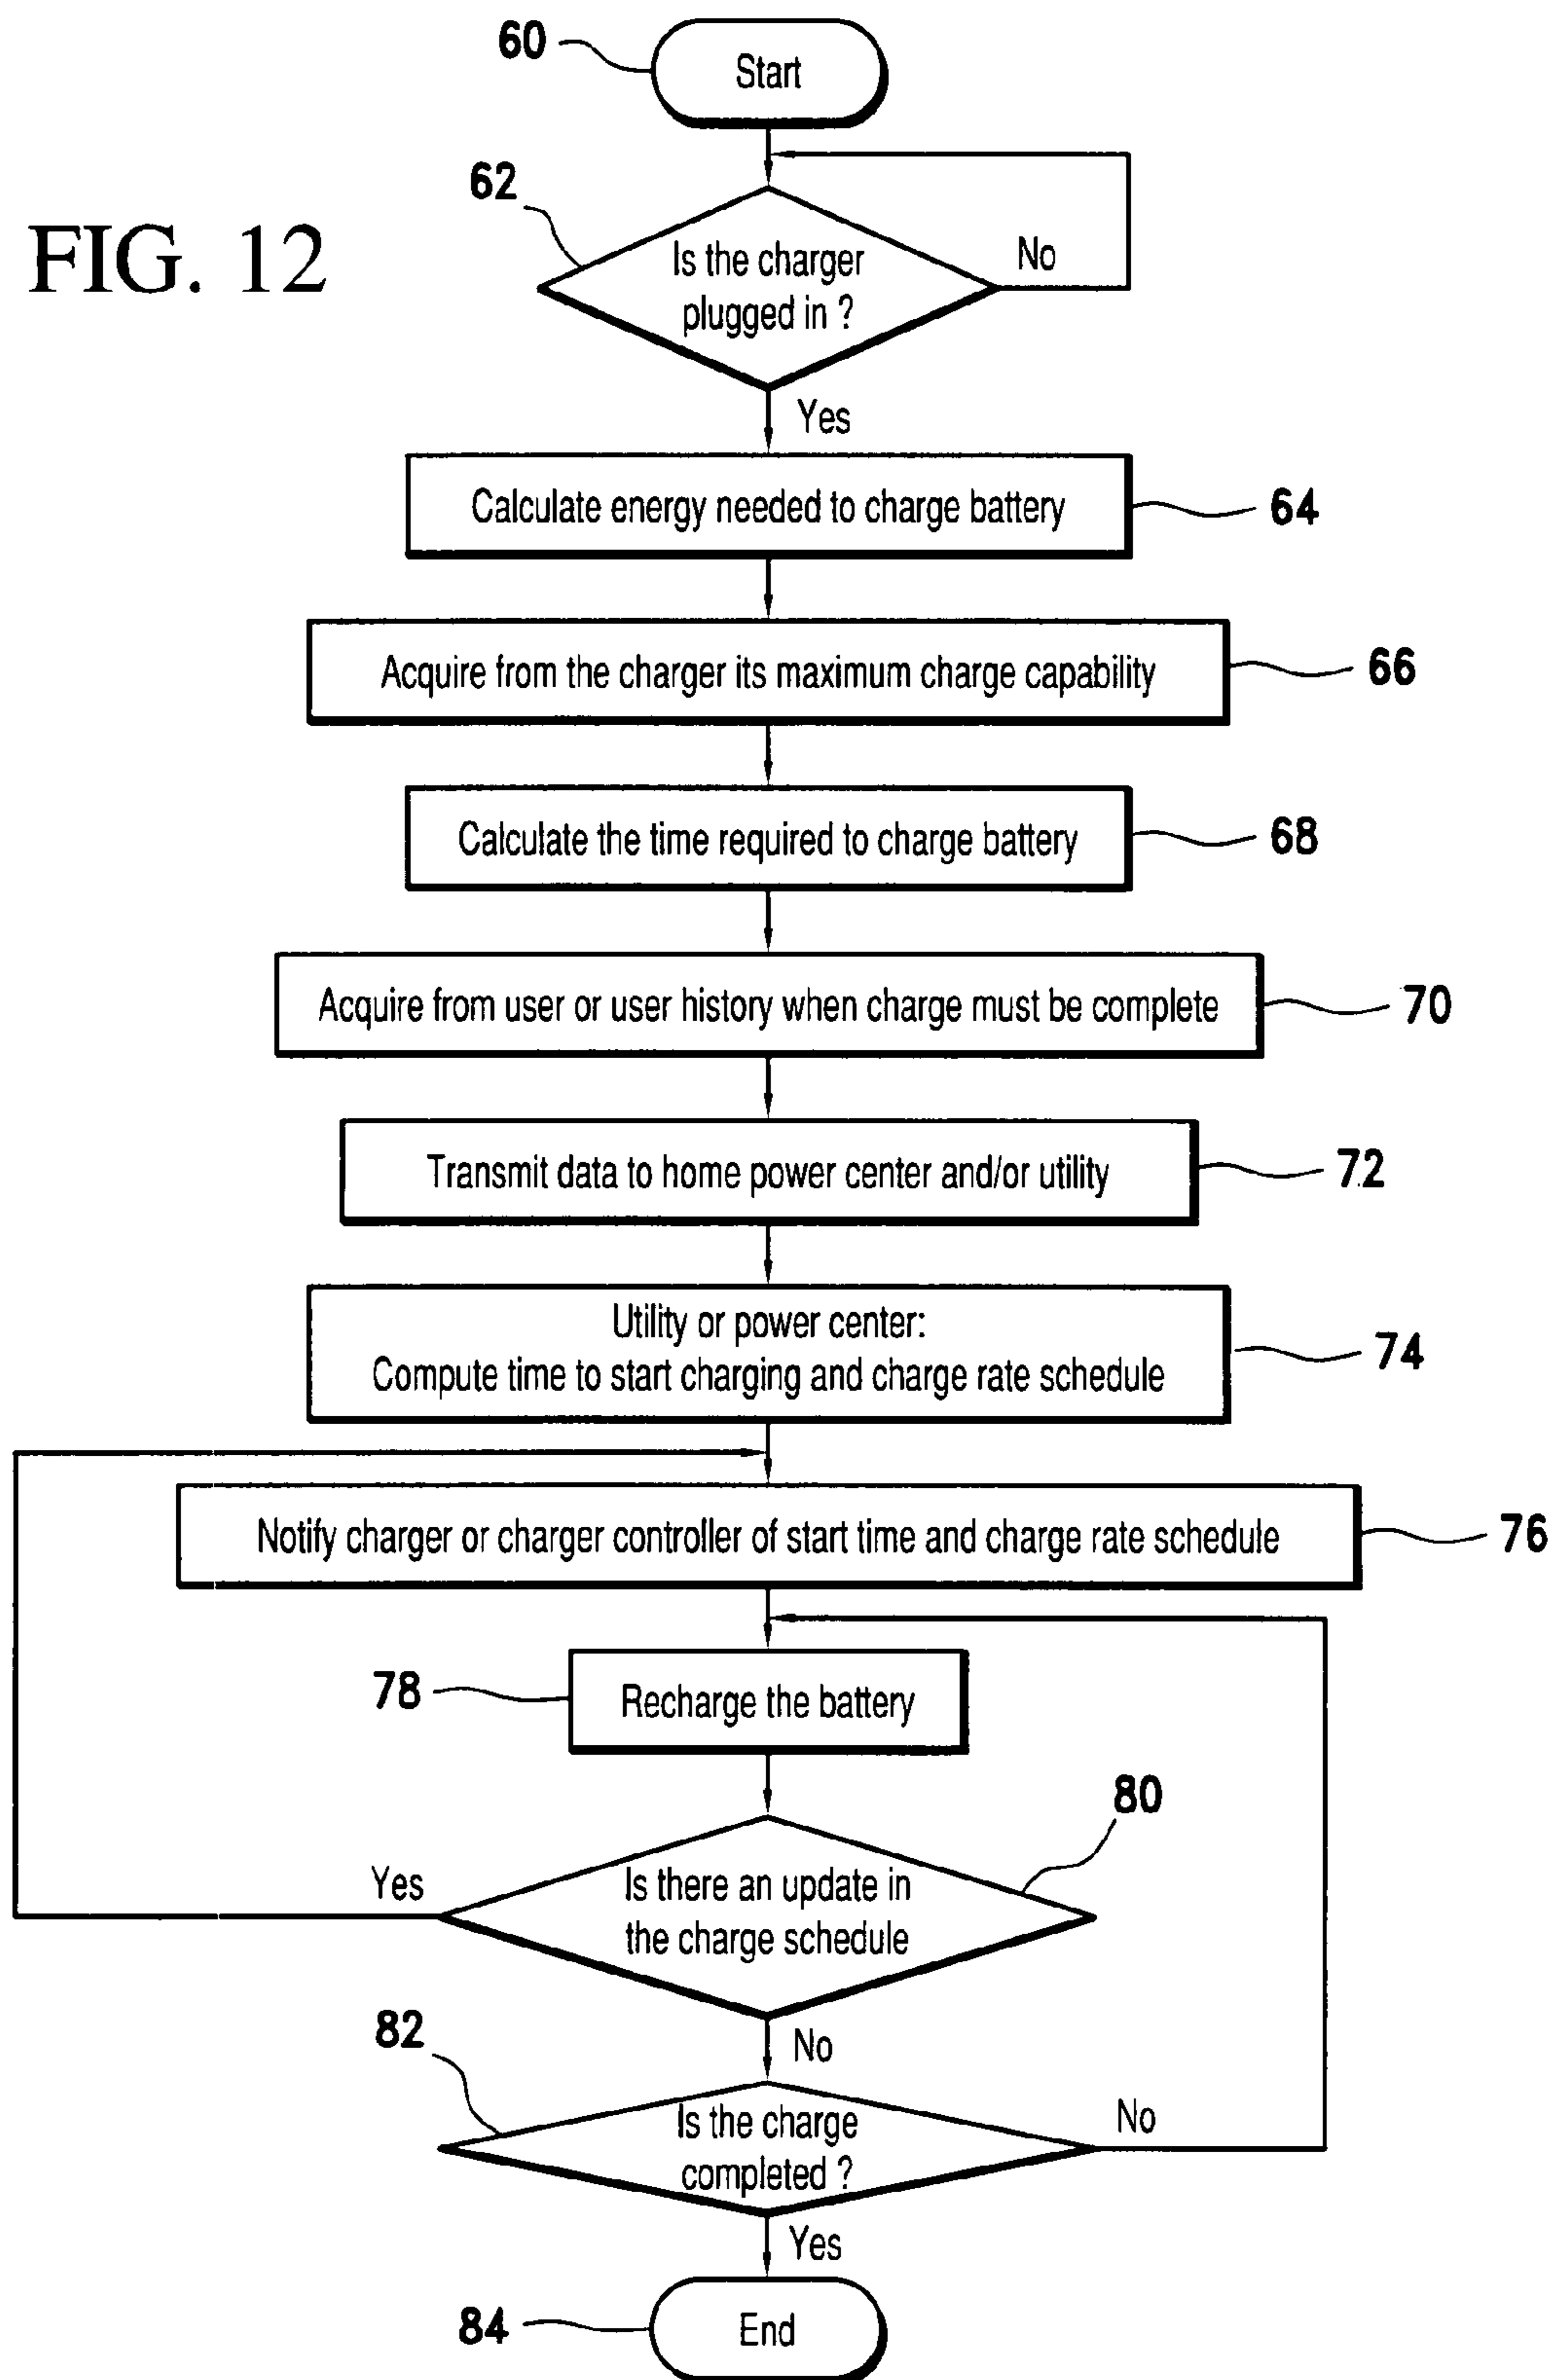 60
Start
62
FIG. 12
Is the charger
plugged in ?
No
Yes
Calculate energy needed to charge battery
64
Acquire from the charger its maximum charge capability
66
Calculate the time required to charge battery
68
Acquire from user or user history when charge must be complete
70
Transmit data to home power center and/or utility
72
Utility or power center:
Compute time to start charging and charge rate schedule
74
Notify charger or charger controller of start time and charge rate schedule
76
78
Recharge the battery
80
Yes
Is there an update in
the charge schedule
82
No
Is the charge
completed ?
No
Yes
84
End